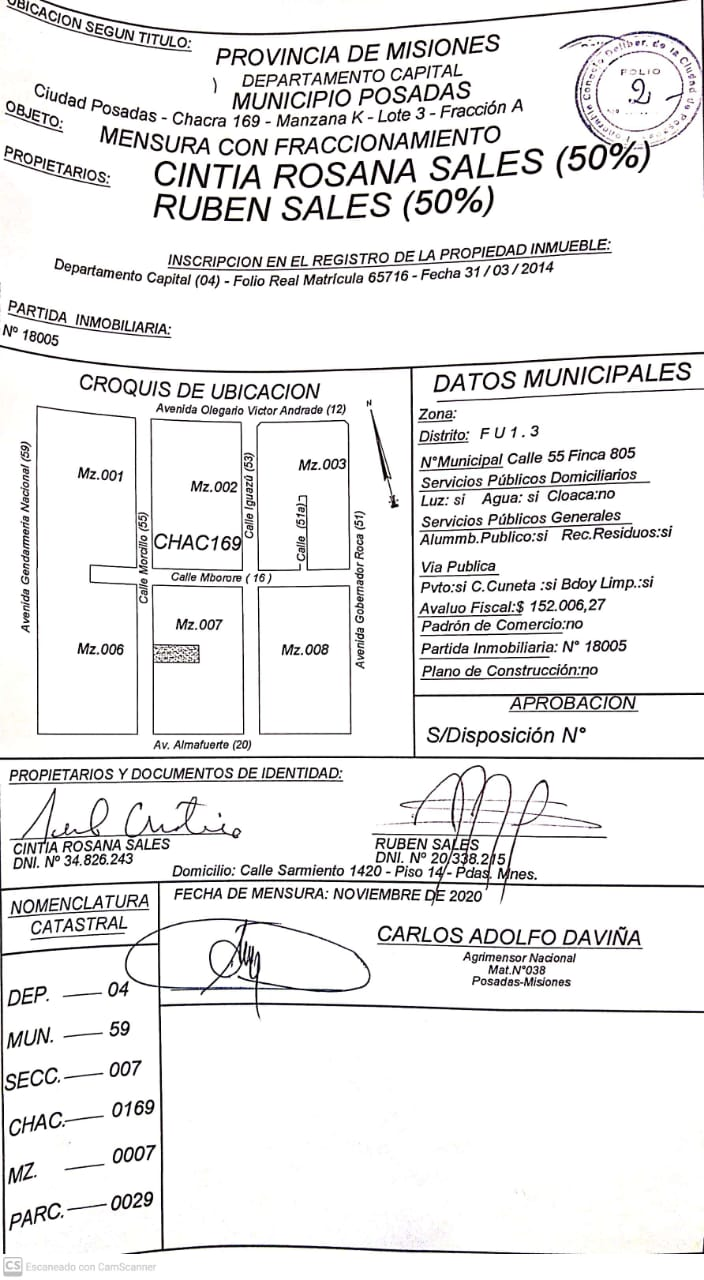 UBICACION SEGUN TITULO:
PROVINCIA DE MISIONES
) DEPARTAMENTO CAPITAL
MUNICIPIO POSADAS
Ciudad Posadas - Chacra 169 - Manzana K - Lote 3 - Fracción A
OBJETO:
MENSURA CON FRACCIONAMIENTO
PROPIETARIOS:
CINTIA ROSANA SALES (50%)
RUBEN SALES (50%)
FOLIO
2
Nº
INSCRIPCION EN EL REGISTRO DE LA PROPIEDAD INMUEBLE:
Departamento Capital (04) - Folio Real Matrícula 65716 - Fecha 31 / 03 / 2014
PARTIDA INMOBILIARIA:
Nº 18005
CROQUIS DE UBICACION
Avenida Olegario Victor Andrade (12)
N
Avenida Gendarmeria Nacional (59)
Mz.001
Calle Morcillo (55)
Mz.002
Calle Iguazú (53)
Mz.003
Calle (51a)
CHAC169
Calle Mborore ( 16 )
Avenida Gobernador Roca (51)
Mz.006
Mz.007
Mz.008
Av. Almafuerte (20)
DATOS MUNICIPALES
Zona:
Distrito: F U 1 . 3
N°Municipal Calle 55 Finca 805
Servicios Públicos Domiciliarios
Luz: si Agua: si Cloaca:no
Servicios Públicos Generales
Alummb.Publico:si Rec.Residuos:si
Via Publica
Pvto:si C.Cuneta :si Bdoy Limp.:si
Avaluo Fiscal:$ 152.006,27
Padrón de Comercio:no
Partida Inmobiliaria: N° 18005
Plano de Construcción:no
APROBACION
S/Disposición N°
PROPIETARIOS Y DOCUMENTOS DE IDENTIDAD:
CINTIA ROSANA SALES
DNI. Nº 34.826.243
RUBEN SALES
DNI. Nº 20/338.215
Domicilio: Calle Sarmiento 1420 - Piso 14 - Pdas. Mnes.
NOMENCLATURA
CATASTRAL
DEP. 04
MUN. 59
SECC. 007
CHAC. 0169
MZ. 0007
PARC. 0029
FECHA DE MENSURA: NOVIEMBRE DE 2020
CARLOS ADOLFO DAVIÑA
Agrimensor Nacional
Mat.N°038
Posadas-Misiones
CS Escaneado con CamScanner